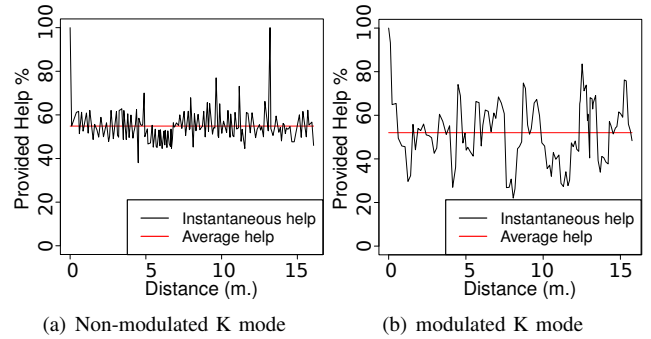 Provided Help %
0
20
40
60
80
100
Instantaneous help
Average help
0
5
10
15
Distance (m.)
(a) Non-modulated K mode
Provided Help %
0
20
40
60
80
100
Instantaneous help
Average help
0
5
10
15
Distance (m.)
(b) modulated K mode